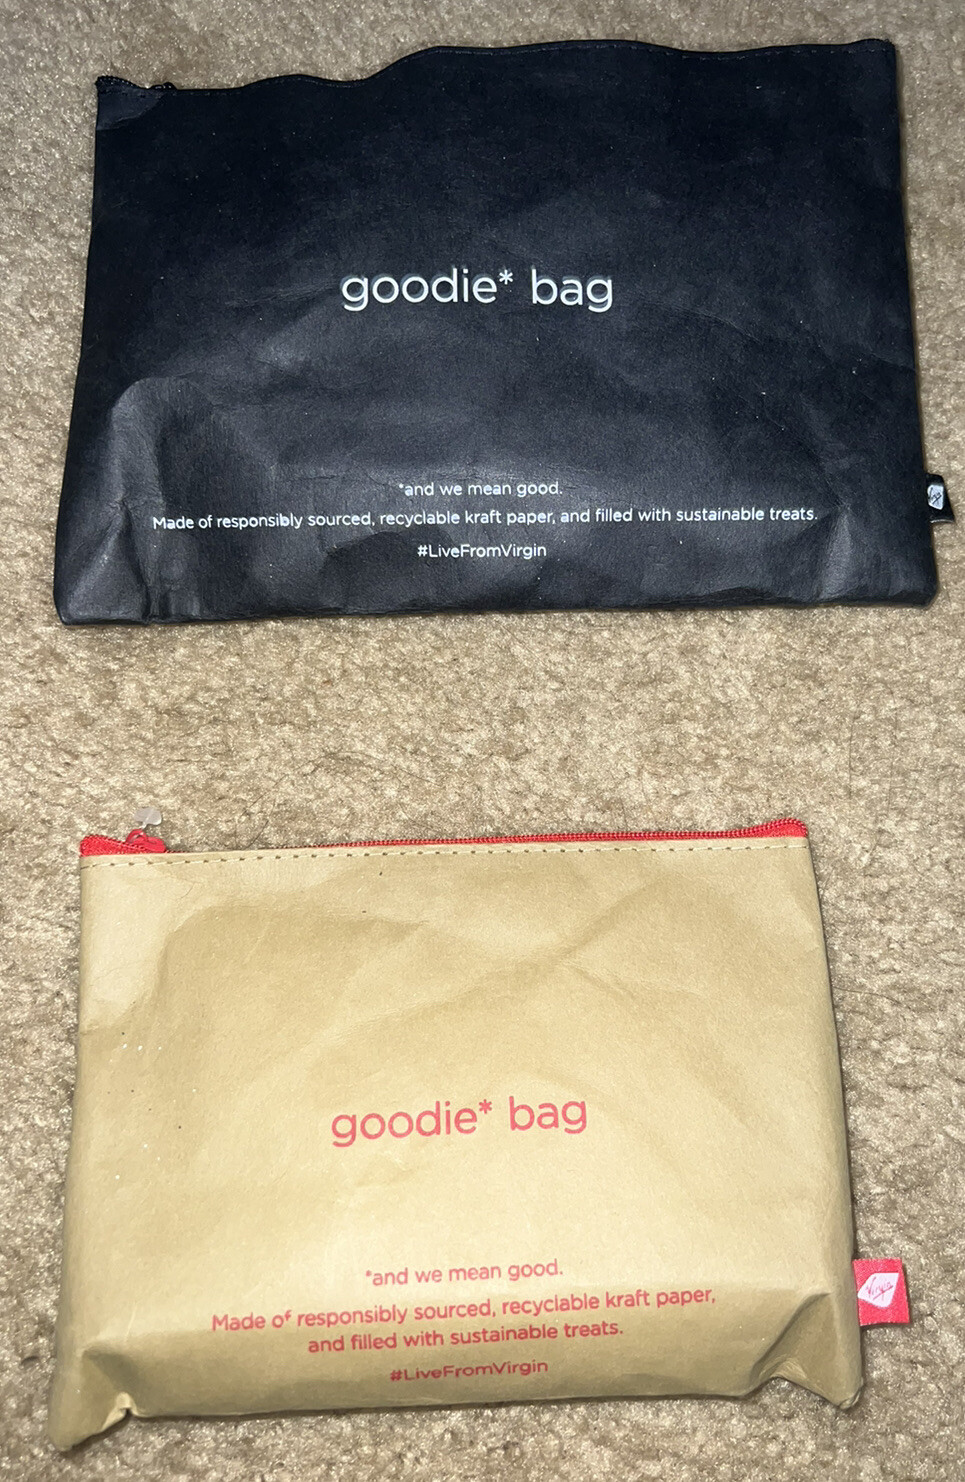 goodie* bag
*and we mean good.
Made of responsibly sourced, recyclable kraft paper, and filled with sustainable treats.
#LiveFromVirgin
Virgin
goodie* bag
*and we mean good.
Made of responsibly sourced, recyclable kraft paper,
and filled with sustainable treats.
#LiveFromVirgin
Virgin